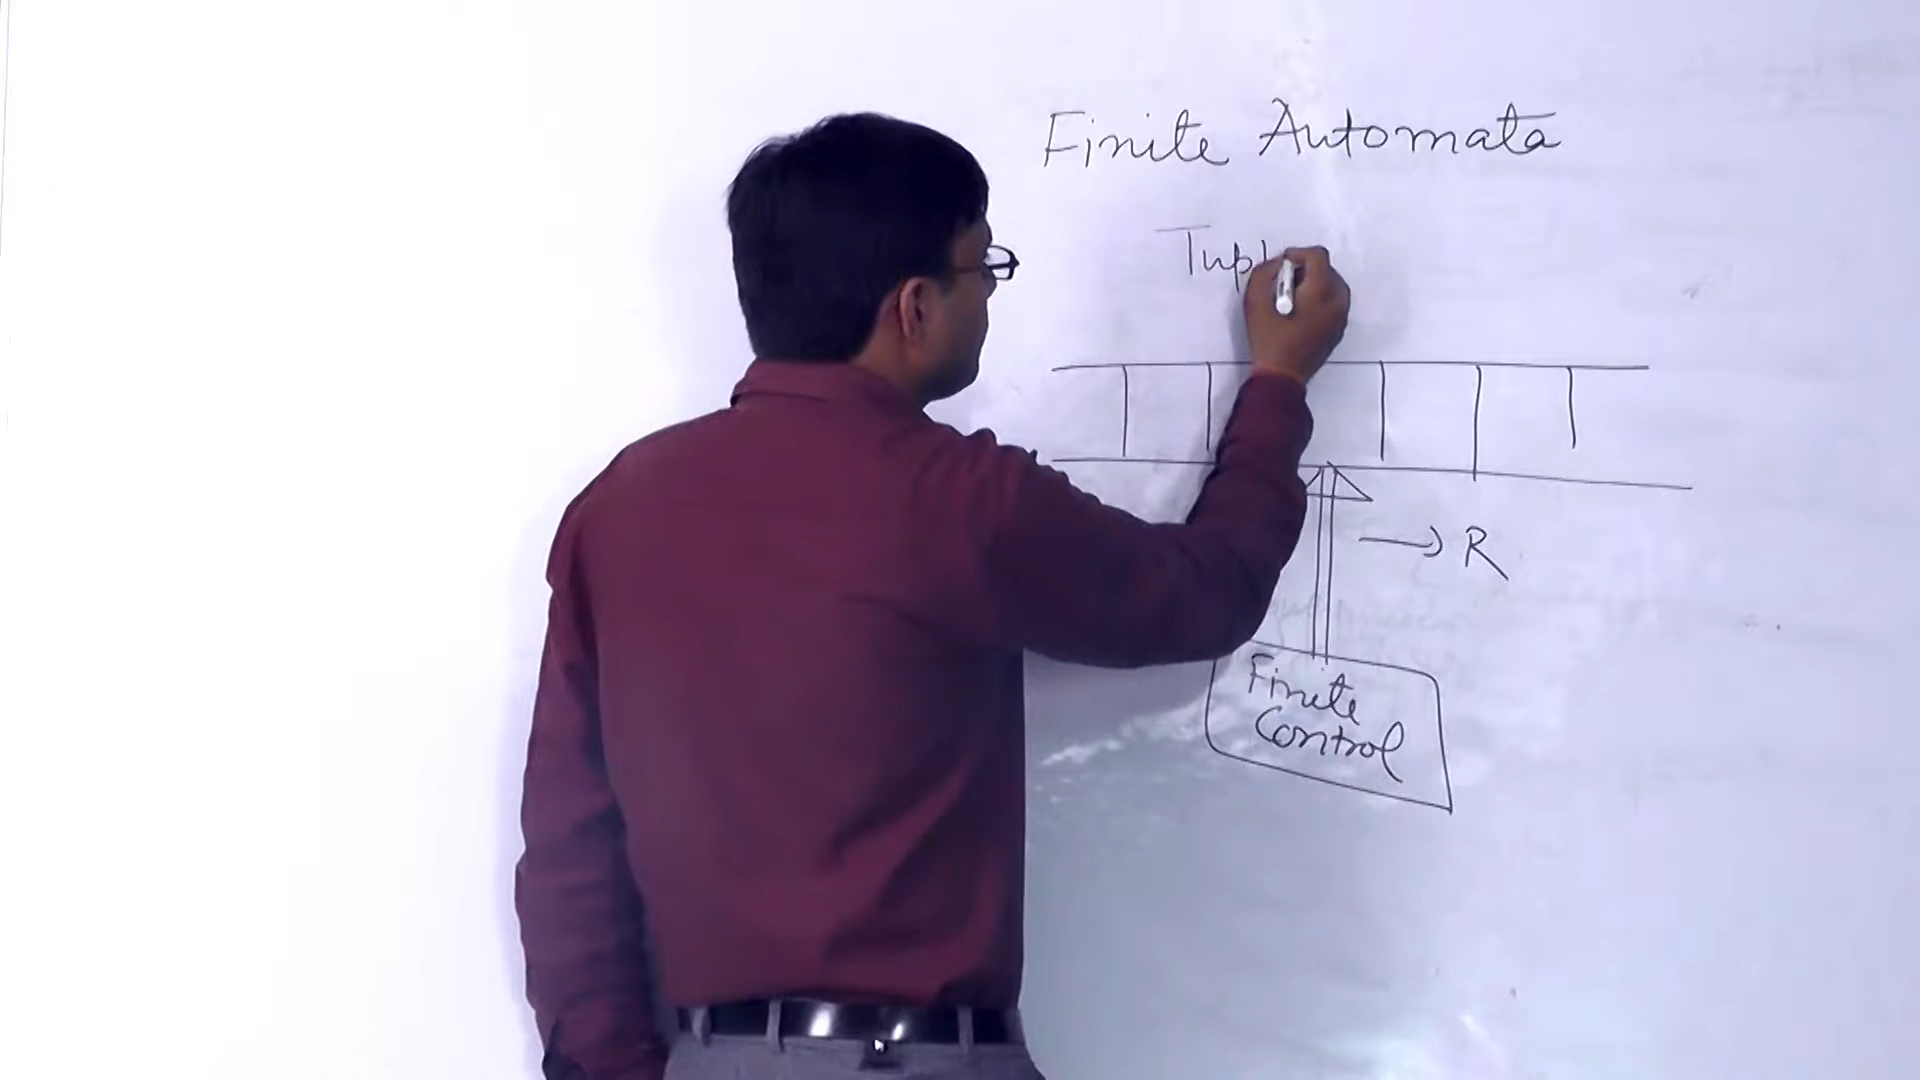 Finite Automata
Tupl
R
Finite
Control